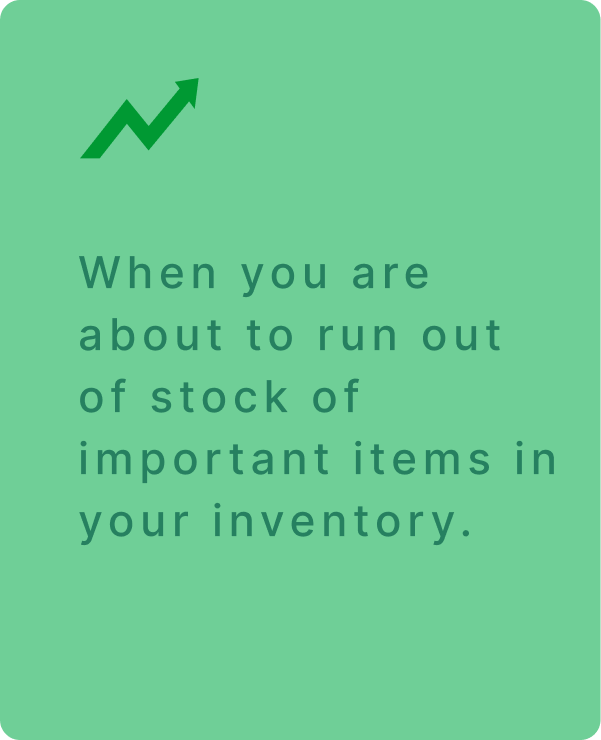 When you are
about to run out
of stock of
important items in
your inventory.